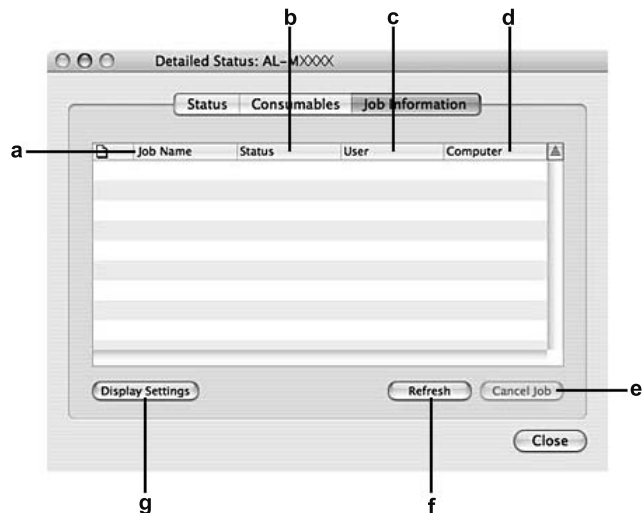 b c d
Detailed Status: AL-MXXXX
Status Consumables Job Information
a Job Name Status User Computer
Display Settings Refresh Cancel Job e
Close
g f